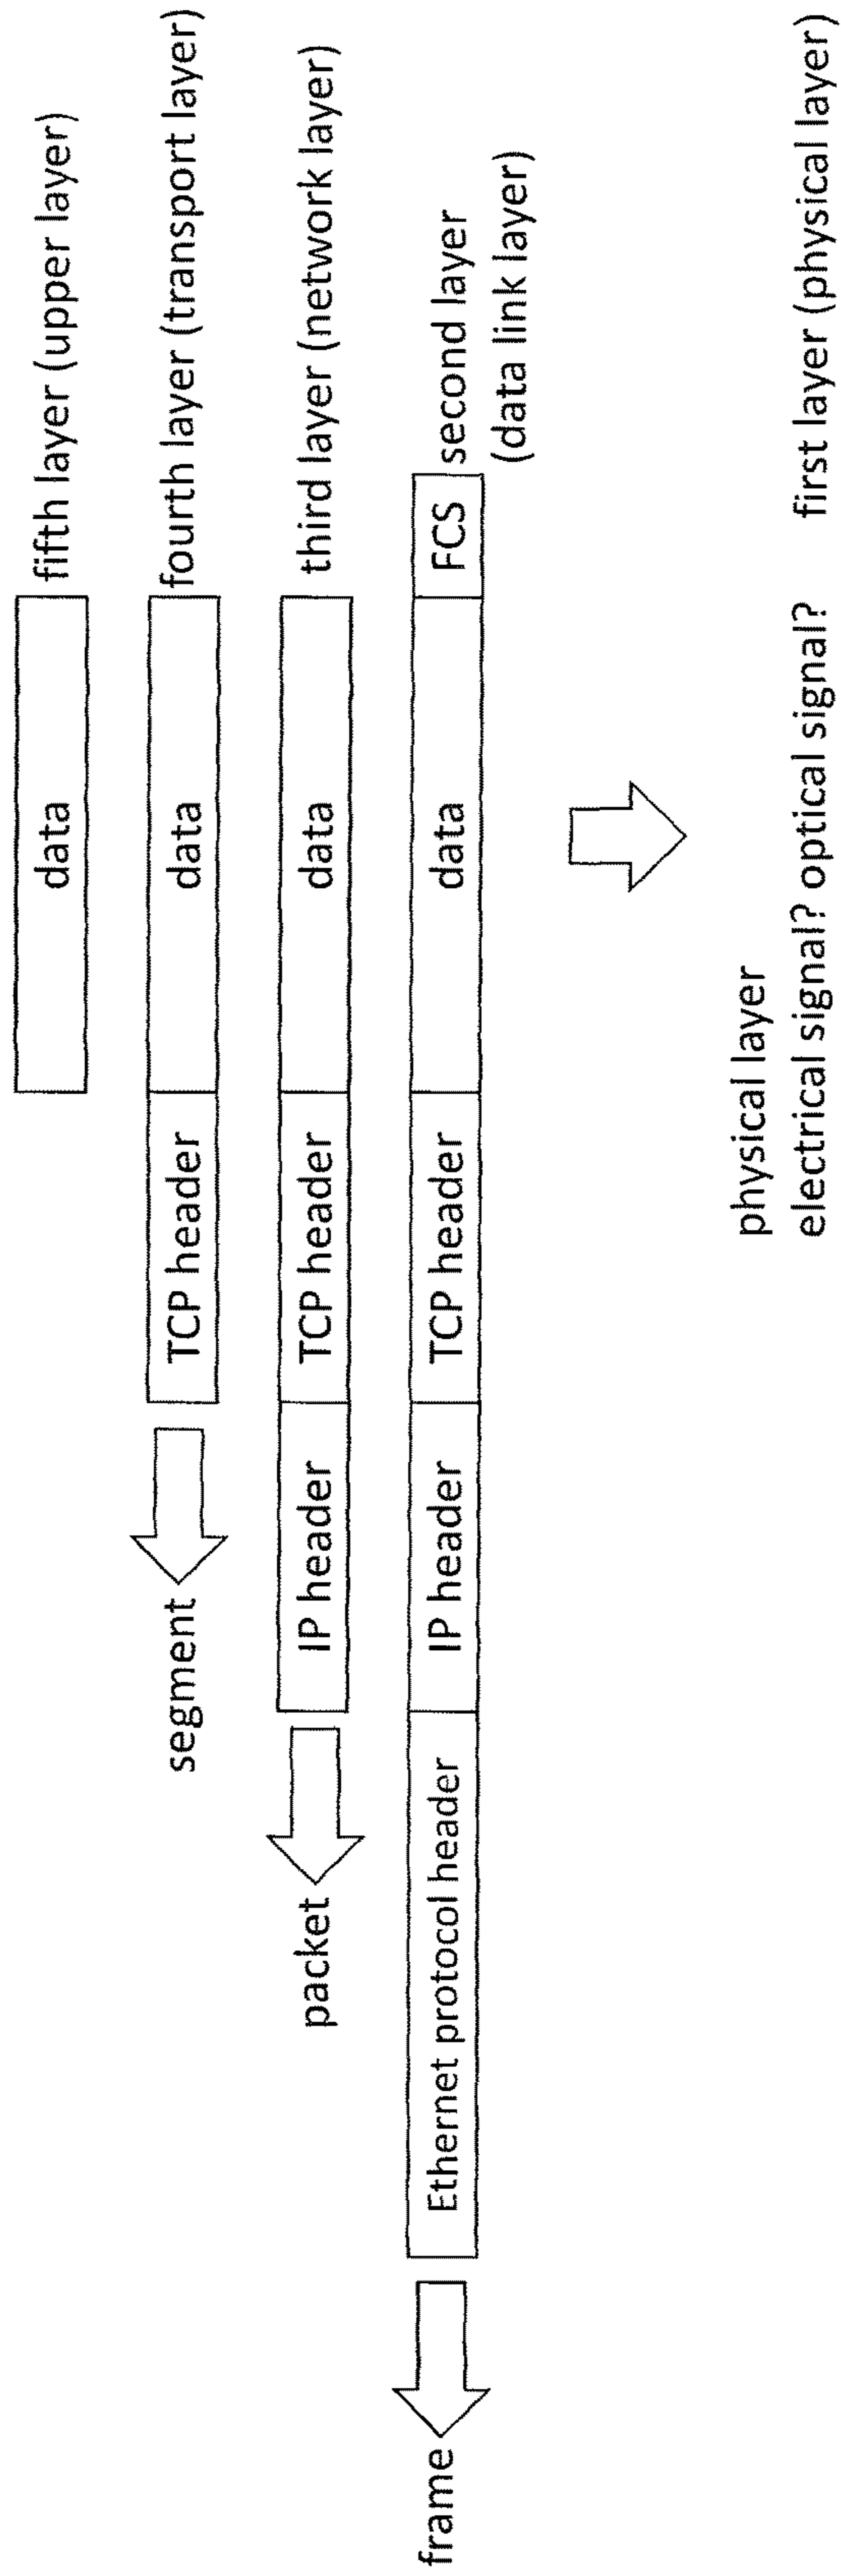 data fifth layer (upper layer)
segment TCP header data fourth layer (transport layer)
packet IP header TCP header data third layer (network layer)
frame Ethernet protocol header IP header TCP header data FCS second layer
(data link layer)
physical layer
electrical signal? optical signal? first layer (physical layer)